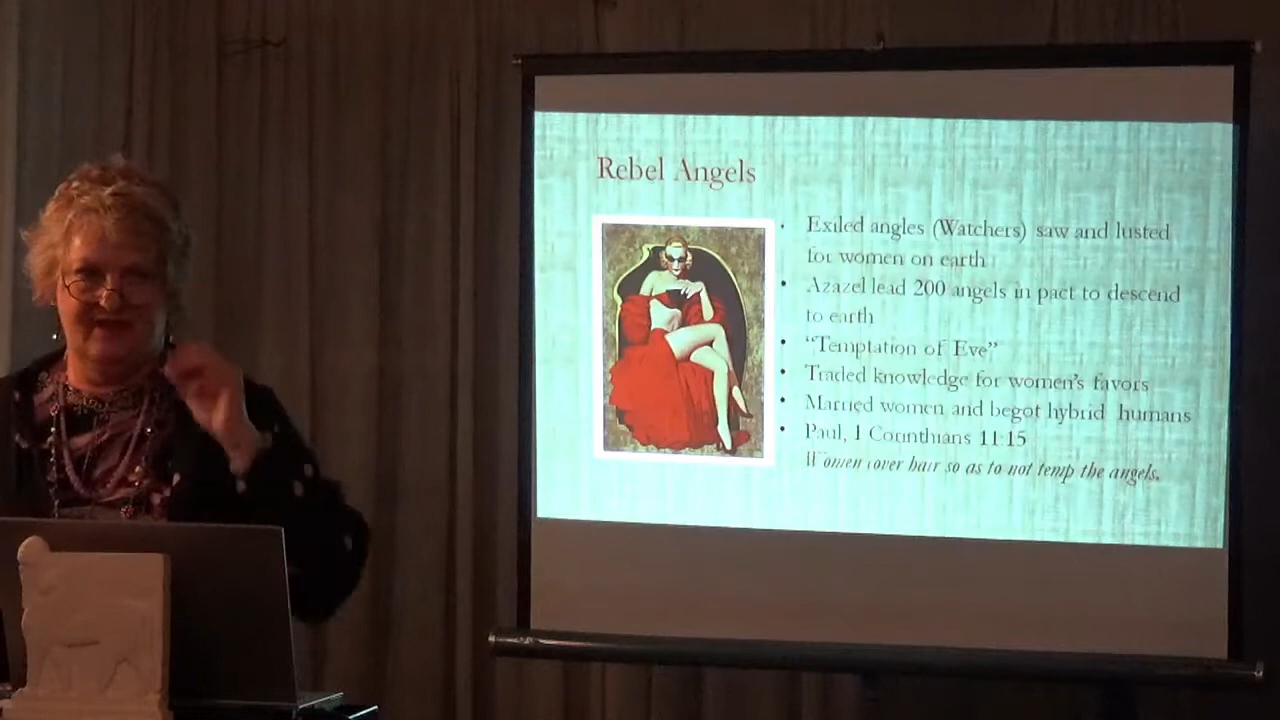 Rebel Angels
• Exiled angles (Watchers) saw and lusted
for women on earth
• Azazel lead 200 angels in pact to descend
to earth
• “Temptation of Eve”
• Traded knowledge for women’s favors
• Married women and begot hybrid humans
• Paul, 1 Corinthians 11:15
Women cover hair so as to not temp the angels.